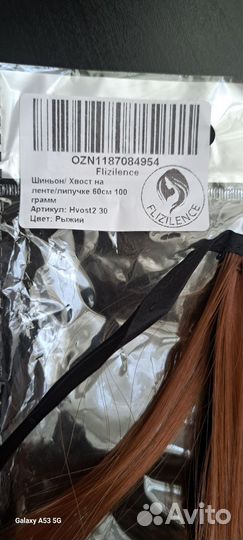 OZN1187084954
Flizilence
Шиньон/ Хвост на
ленте/липучке 60см 100
грамм
Артикул: Hvost2 30
Цвет: Рыжий
FLIZILENCE
Galaxy A53 5G
Avito